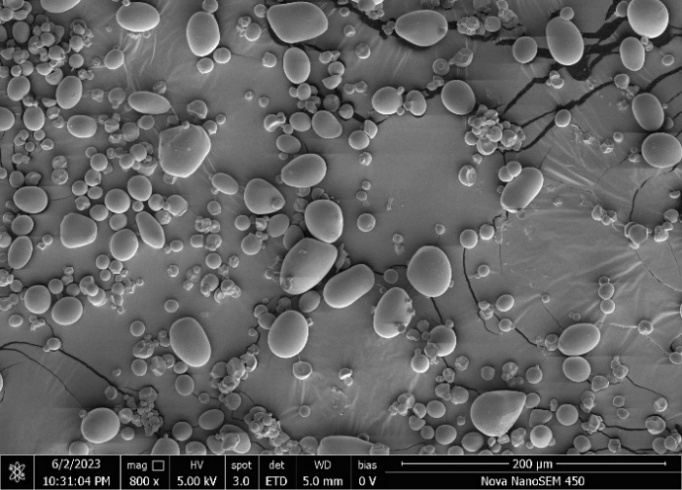 6/2/2023 mag HV spot det WD bias 200 µm
10:31:04 PM 800 x 5.00 kV 3.0 ETD 5.0 mm 0 V Nova NanoSEM 450